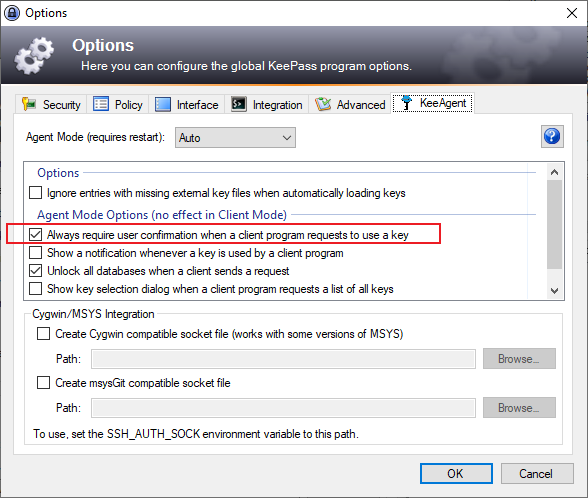 Options
Options
Here you can configure the global KeePass program options.
Security Policy Interface Integration Advanced KeeAgent
Agent Mode (requires restart): Auto
Options
Ignore entries with missing external key files when automatically loading keys
Agent Mode Options (no effect in Client Mode)
Always require user confirmation when a client program requests to use a key
Show a notification whenever a key is used by a client program
Unlock all databases when a client sends a request
Show key selection dialog when a client program requests a list of all keys
Cygwin/MSYS Integration
Create Cygwin compatible socket file (works with some versions of MSYS)
Path: Browse...
Create msysGit compatible socket file
Path: Browse...
To use, set the SSH_AUTH_SOCK environment variable to this path.
OK Cancel